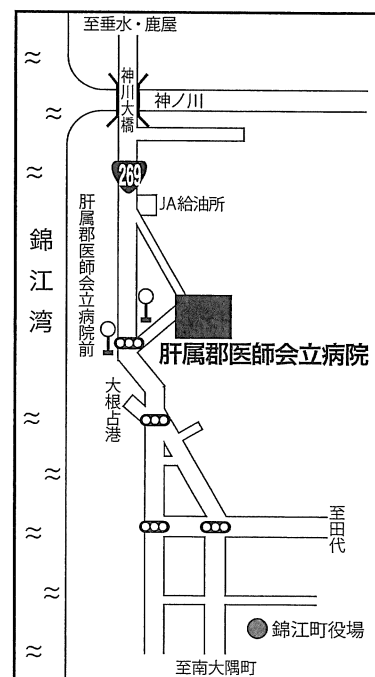 至垂水・鹿屋
神川大橋
神ノ川
269
JA給油所
肝属郡医師会立病院前
錦江湾
肝属郡医師会立病院
大根占港
至田代
錦江町役場
至南大隅町